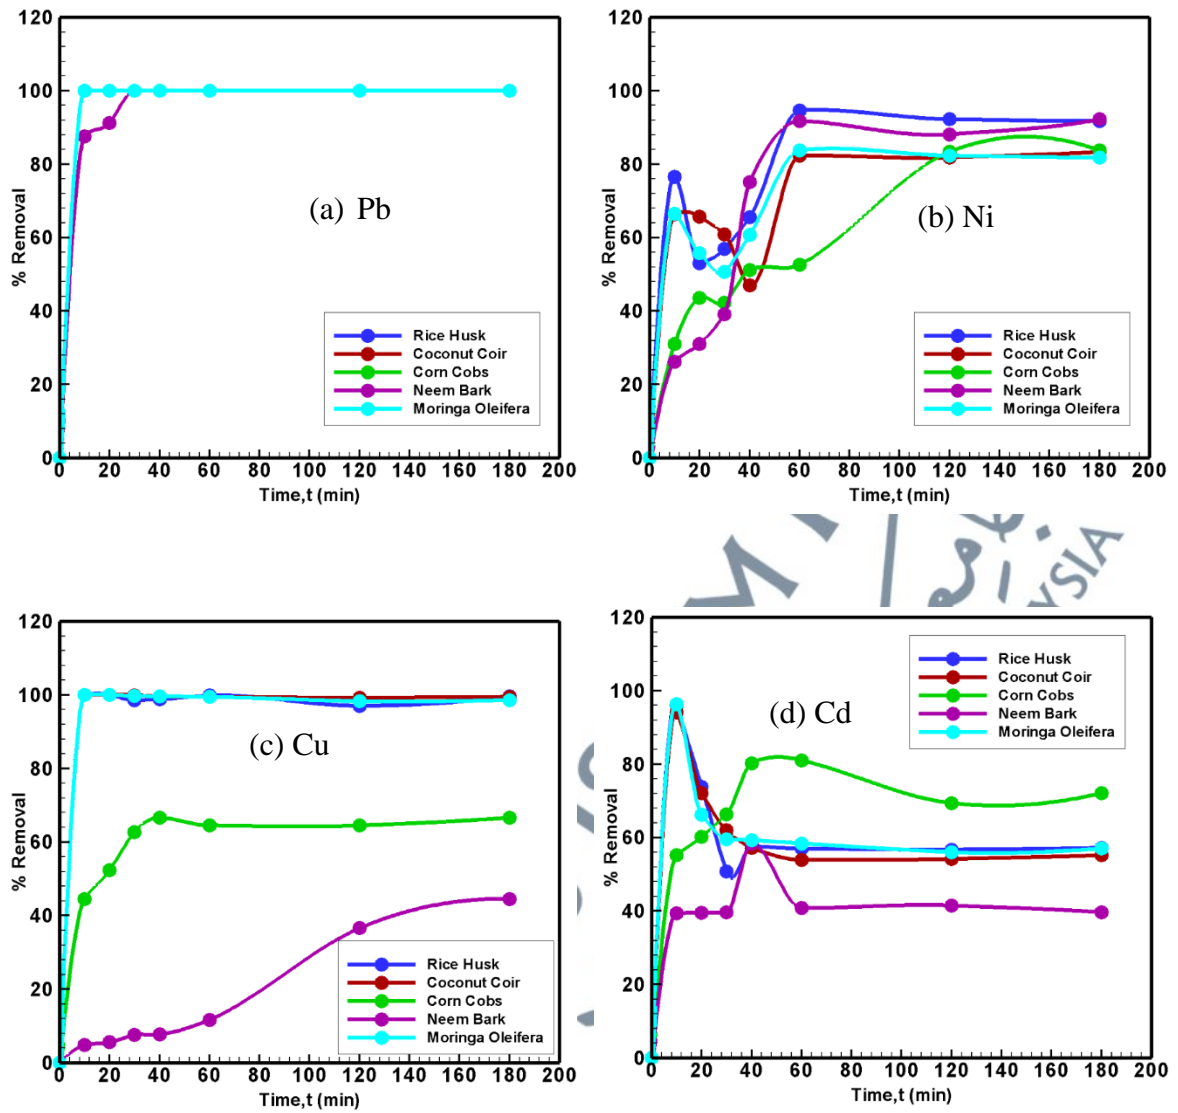 120
100
80
60
40
20
0
% Removal
(a) Pb
Rice Husk
Coconut Coir
Corn Cobs
Neem Bark
Moringa Oleifera
0 20 40 60 80 100 120 140 160 180 200
Time,t (min)
120
100
80
60
40
20
0
% Removal
(b) Ni
Rice Husk
Coconut Coir
Corn Cobs
Neem Bark
Moringa Oleifera
0 20 40 60 80 100 120 140 160 180 200
Time,t (min)
YSIA
120
100
80
60
40
20
0
% Removal
(c) Cu
Rice Husk
Coconut Coir
Corn Cobs
Neem Bark
Moringa Oleifera
0 20 40 60 80 100 120 140 160 180 200
Time,t (min)
120
100
80
60
40
20
0
% Removal
(d) Cd
Rice Husk
Coconut Coir
Corn Cobs
Neem Bark
Moringa Oleifera
0 20 40 60 80 100 120 140 160 180 200
Time,t (min)